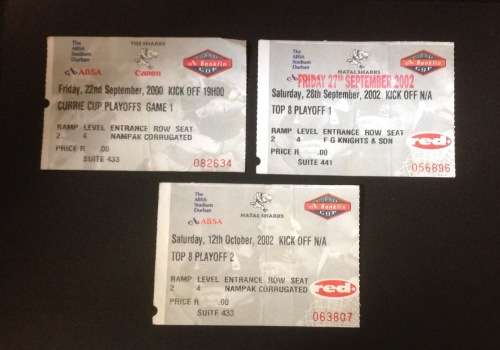 The
ABSA
Stadium
Durban
THE SHARKS
ABSA
Canon
Bankfin
CUP
Friday, 22nd September, 2000 KICK OFF 19H00
CURRIE CUP PLAYOFFS GAME 1
RAMP LEVEL ENTRANCE ROW SEAT
2 4 NAMPAK CORRUGATED
PRICE R .00
SUITE 433
082634
The
ABSA
Stadium
Durban
NATAL SHARKS
ABSA
Bankfin
CUP
FRIDAY 27TH SEPTEMBER 2002
Saturday, 28th September, 2002 KICK OFF N/A
TOP 8 PLAYOFF 1
RAMP LEVEL ENTRANCE ROW SEAT
2 4 F G KNIGHTS & SON
PRICE R .00
SUITE 441
red
056896
The
ABSA
Stadium
Durban
NATAL SHARKS
ABSA
Bankfin
CUP
Saturday, 12th October, 2002 KICK OFF N/A
TOP 8 PLAYOFF 2
RAMP LEVEL ENTRANCE ROW SEAT
2 4 NAMPAK CORRUGATED
PRICE R .00
SUITE 433
red
063807